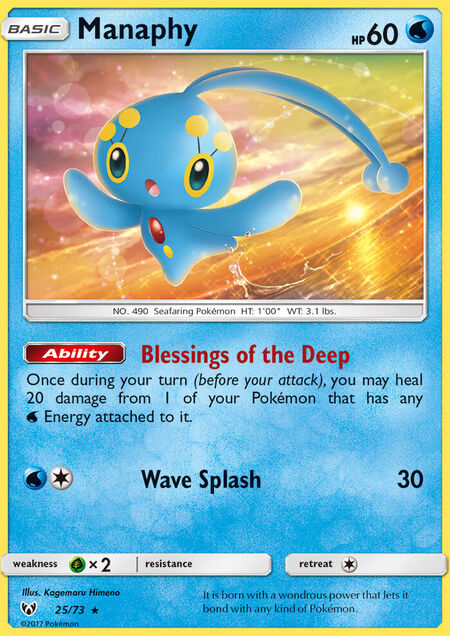 BASIC Manaphy HP60
NO. 490 Seafaring Pokémon HT: 1'00" WT: 3.1 lbs.
Ability Blessings of the Deep
Once during your turn (before your attack), you may heal
20 damage from 1 of your Pokémon that has any
Energy attached to it.
Wave Splash 30
weakness ×2 resistance retreat
Illus. Kagemaru Himeno
25/73 ★
©2017 Pokémon
It is born with a wondrous power that lets it
bond with any kind of Pokémon.